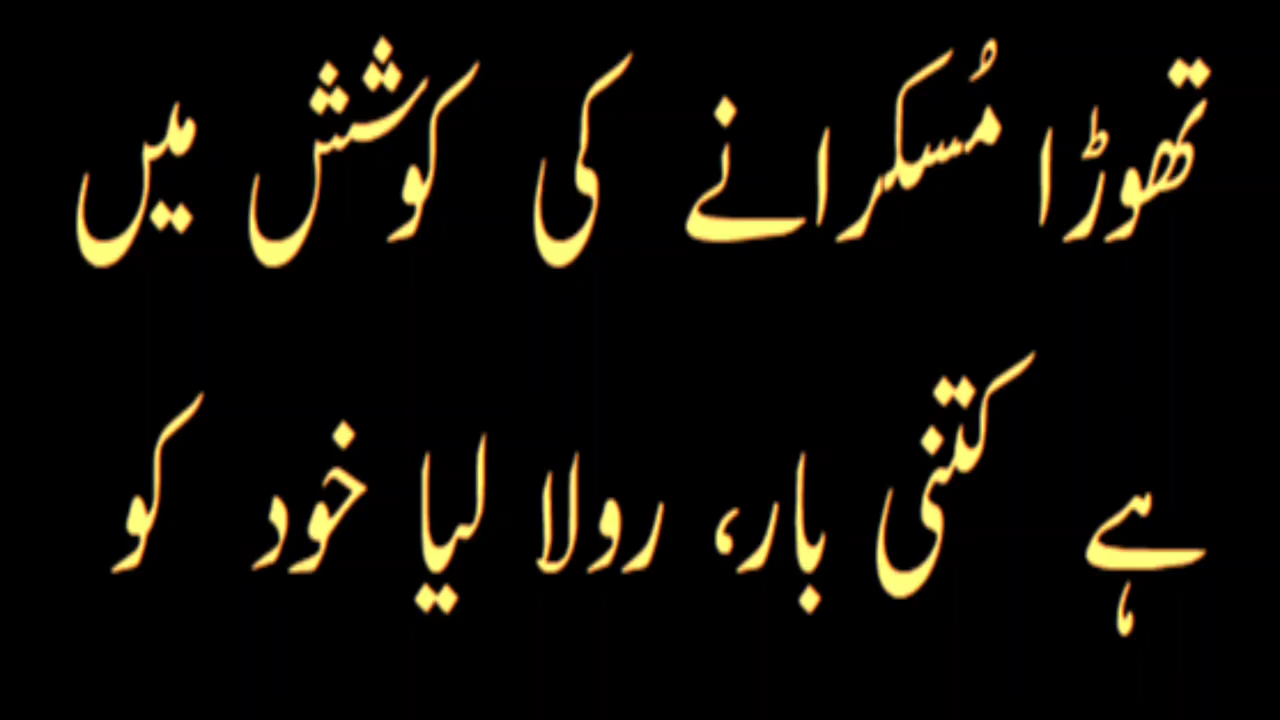 تھوڑا مُسکرانے کی کوشش میں
ہے کتنی بار، رولا لیا خود کو